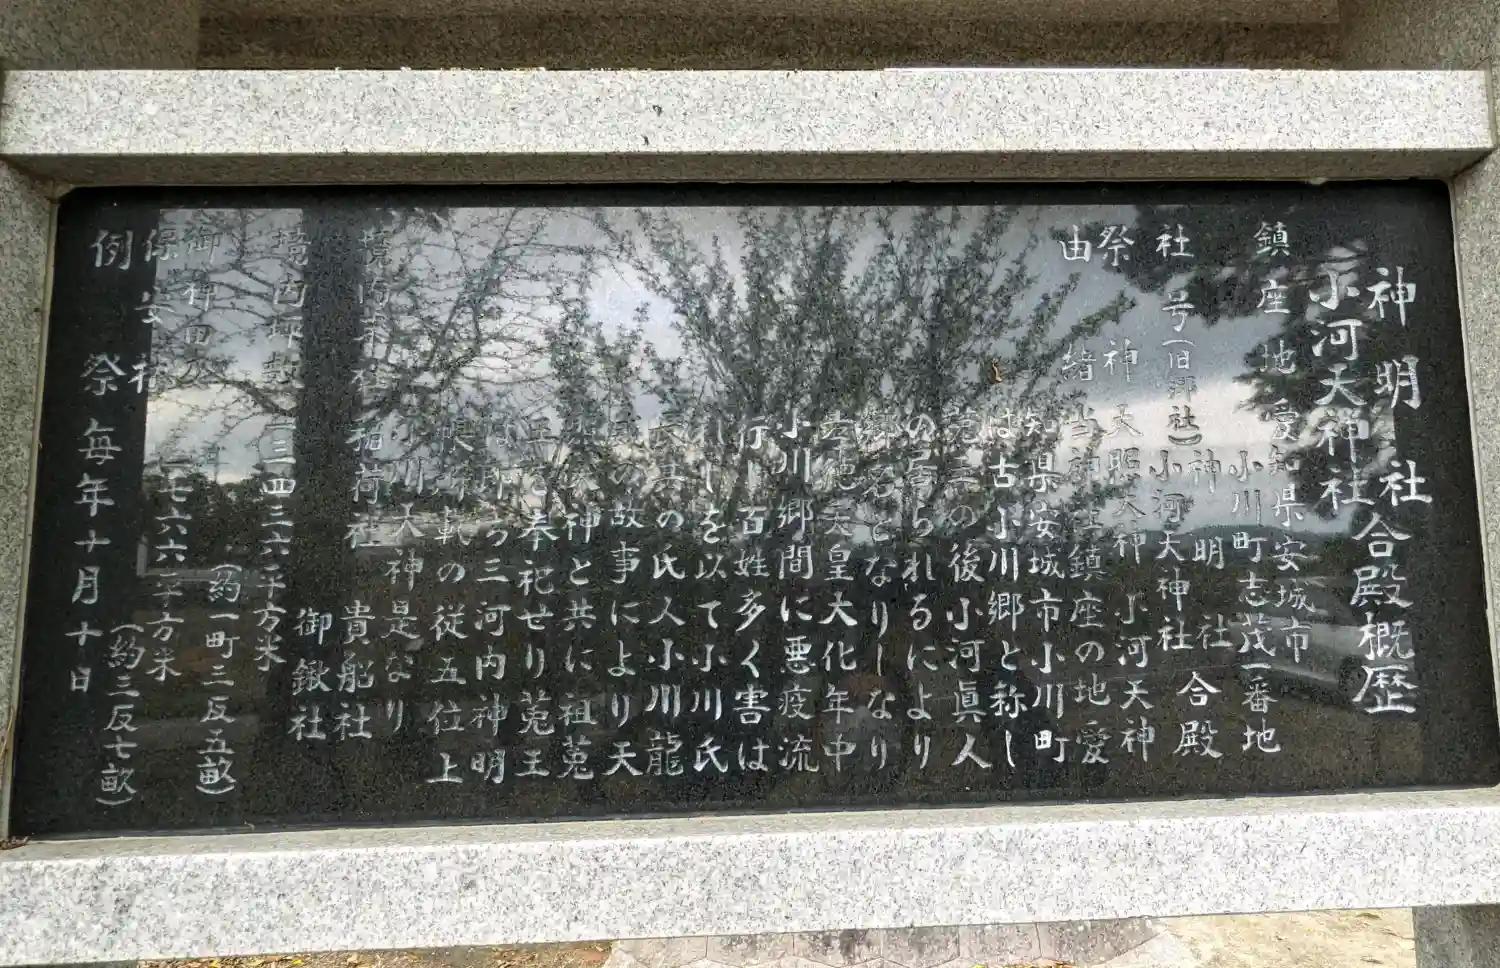 神明社
小河天神社
合殿概歴
鎮座地 愛知県安城市
小川町志茂一番地
社号(旧郷社) 神明社
小河天神社 合殿
祭神 天照大神 小河天神
由緒 当神社鎮座の地愛
知県安城市小川町
は古小川郷と称し
の後小河眞人
の居られるにより
郷名となりしなり
天皇大化年中
小川郷間に悪疫流
行し百姓多く害は
れしを以て小川氏
の氏人小川龍
の故事により天
神と共に祖菟
王を奉祀せり菟王
三河内神明
帳所載の従五位上
小川天神是なり
境内末社 稲荷社 貴船社
御鍬社
境内坪数 三四三六平方米
御神田
(約一町三反五畝)
保安林 六六一平方米
(約三反七畝)
例祭 毎年十月十日